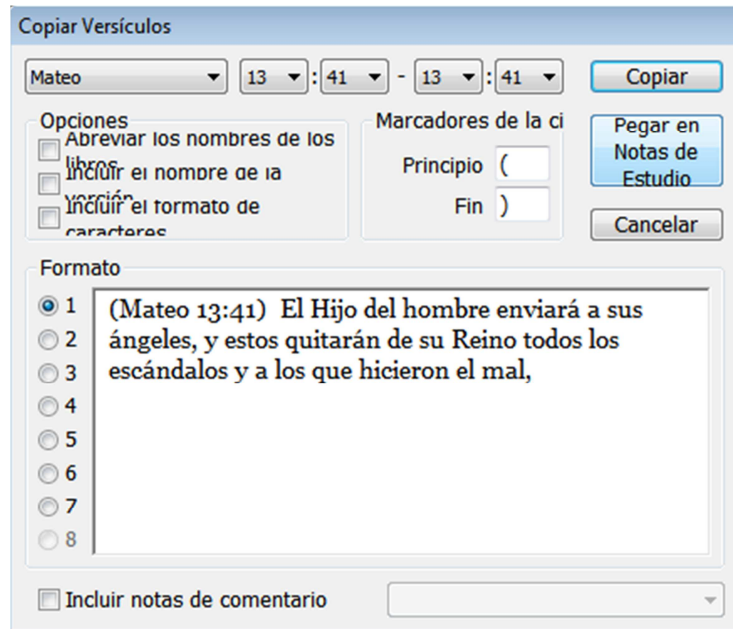 Copiar Versículos
Mateo 13 : 41 - 13 : 41 Copiar
Opciones
Abreviar los nombres de los
libros
Incluir el nombre de la
versión
Incluir el formato de
caracteres
Marcadores de la ci
Principio (
Fin )
Pegar en
Notas de
Estudio
Cancelar
Formato
1
2
3
4
5
6
7
8
(Mateo 13:41) El Hijo del hombre enviará a sus
ángeles, y estos quitarán de su Reino todos los
escándalos y a los que hicieron el mal,
Incluir notas de comentario